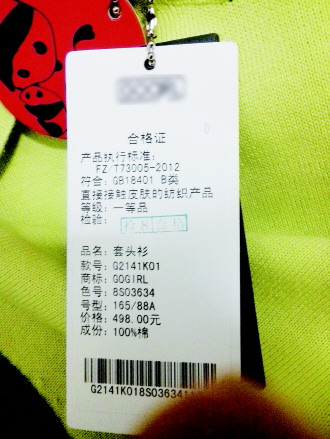 合格证
产品执行标准：
FZ/T73005-2012
符合：GB18401 B类
直接接触皮肤的纺织产品
等级：一等品
检验：
品名：套头衫
款号：G2141K01
商标：GOGIRL
色号：8S03634
号型：165/88A
价格：498.00元
成份：100%棉
G2141K018S03634